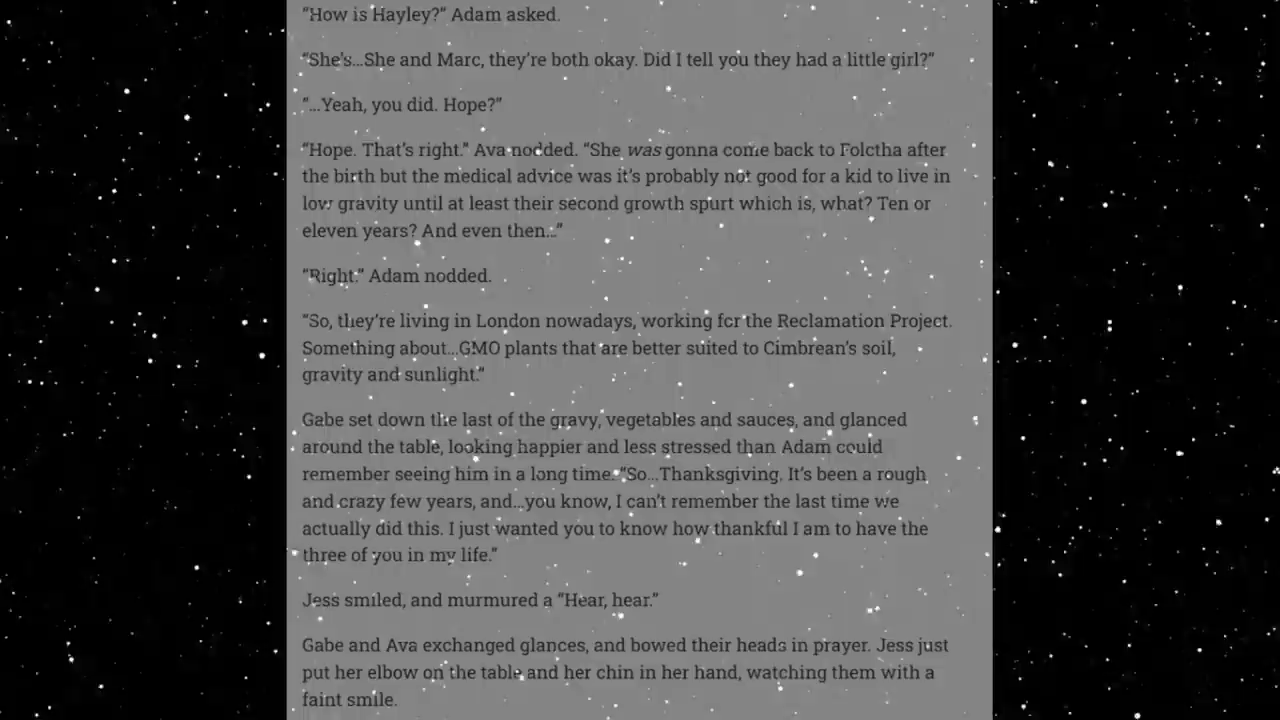 “How is Hayley?” Adam asked.
“She’s…She and Marc, they’re both okay. Did I tell you they had a little girl?”
“…Yeah, you did. Hope?”
“Hope. That’s right.” Ava nodded. “She was gonna come back to Folctha after
the birth but the medical advice was it’s probably not good for a kid to live in
low gravity until at least their second growth spurt which is, what? Ten or
eleven years? And even then…”
“Right.” Adam nodded.
“So, they’re living in London nowadays, working for the Reclamation Project.
Something about…GMO plants that are better suited to Cimbrean’s soil,
gravity and sunlight.”
Gabe set down the last of the gravy, vegetables and sauces, and glanced
around the table, looking happier and less stressed than Adam could
remember seeing him in a long time. “So…Thanksgiving. It’s been a rough
and crazy few years, and…you know, I can’t remember the last time we
actually did this. I just wanted you to know how thankful I am to have the
three of you in my life.”
Jess smiled, and murmured a “Hear, hear.”
Gabe and Ava exchanged glances, and bowed their heads in prayer. Jess just
put her elbow on the table and her chin in her hand, watching them with a
faint smile.